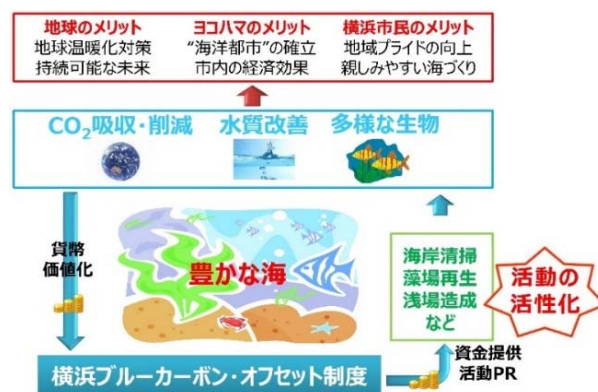 地球のメリット
地球温暖化対策
持続可能な未来
ヨコハマのメリット
“海洋都市”の確立
市内の経済効果
横浜市民のメリット
地域プライドの向上
親しみやすい海づくり
CO₂吸収・削減
水質改善
多様な生物
貨幣
価値化
豊かな海
海岸清掃
藻場再生
浅場造成
など
活動の
活性化
横浜ブルーカーボン・オフセット制度
資金提供
活動PR